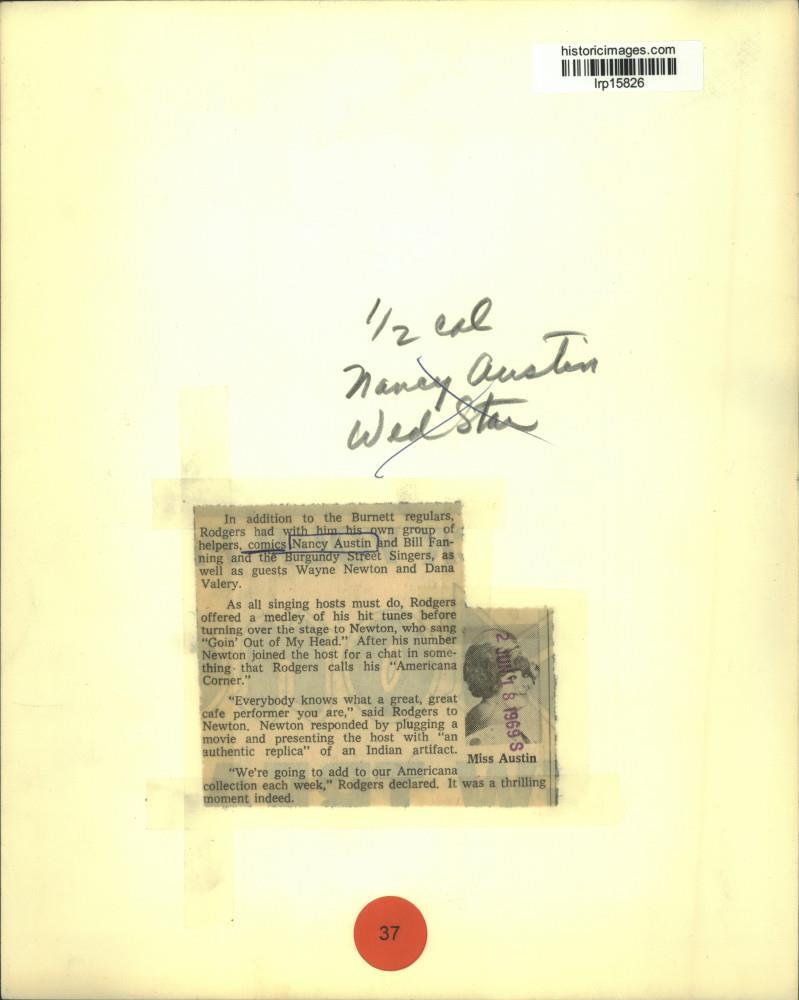 historicimages.com
lrp15826
1/2 col
Nancy Austin
Wed Star
In addition to the Burnett regulars,
Rodgers had with him his own group of
helpers, comics Nancy Austin and Bill Fan-
ning and the Burgundy Street Singers, as
well as guests Wayne Newton and Dana
Valery.
As all singing hosts must do, Rodgers
offered a medley of his hit tunes before
turning over the stage to Newton, who sang
"Goin' Out of My Head." After his number
Newton joined the host for a chat in some-
thing that Rodgers calls his "Americana
Corner."
"Everybody knows what a great, great
cafe performer you are," said Rodgers to
Newton. Newton responded by plugging a
movie and presenting the host with "an
authentic replica" of an Indian artifact.
"We're going to add to our Americana
collection each week," Rodgers declared. It was a thrilling
moment indeed.
2 JUN 18 1969 S
Miss Austin
37